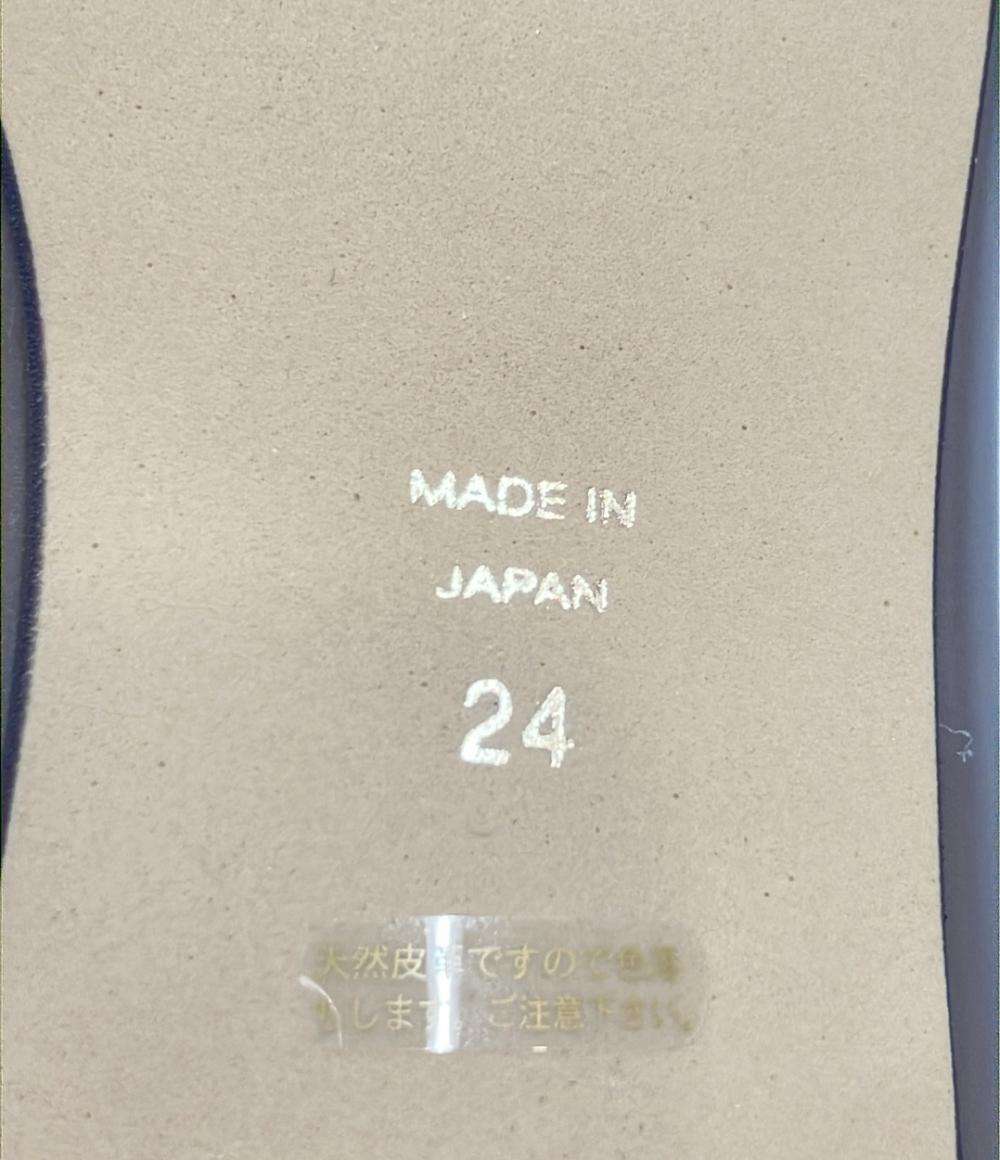 MADE IN
JAPAN
24
天然皮革ですので色落
ちします。ご注意下さい。